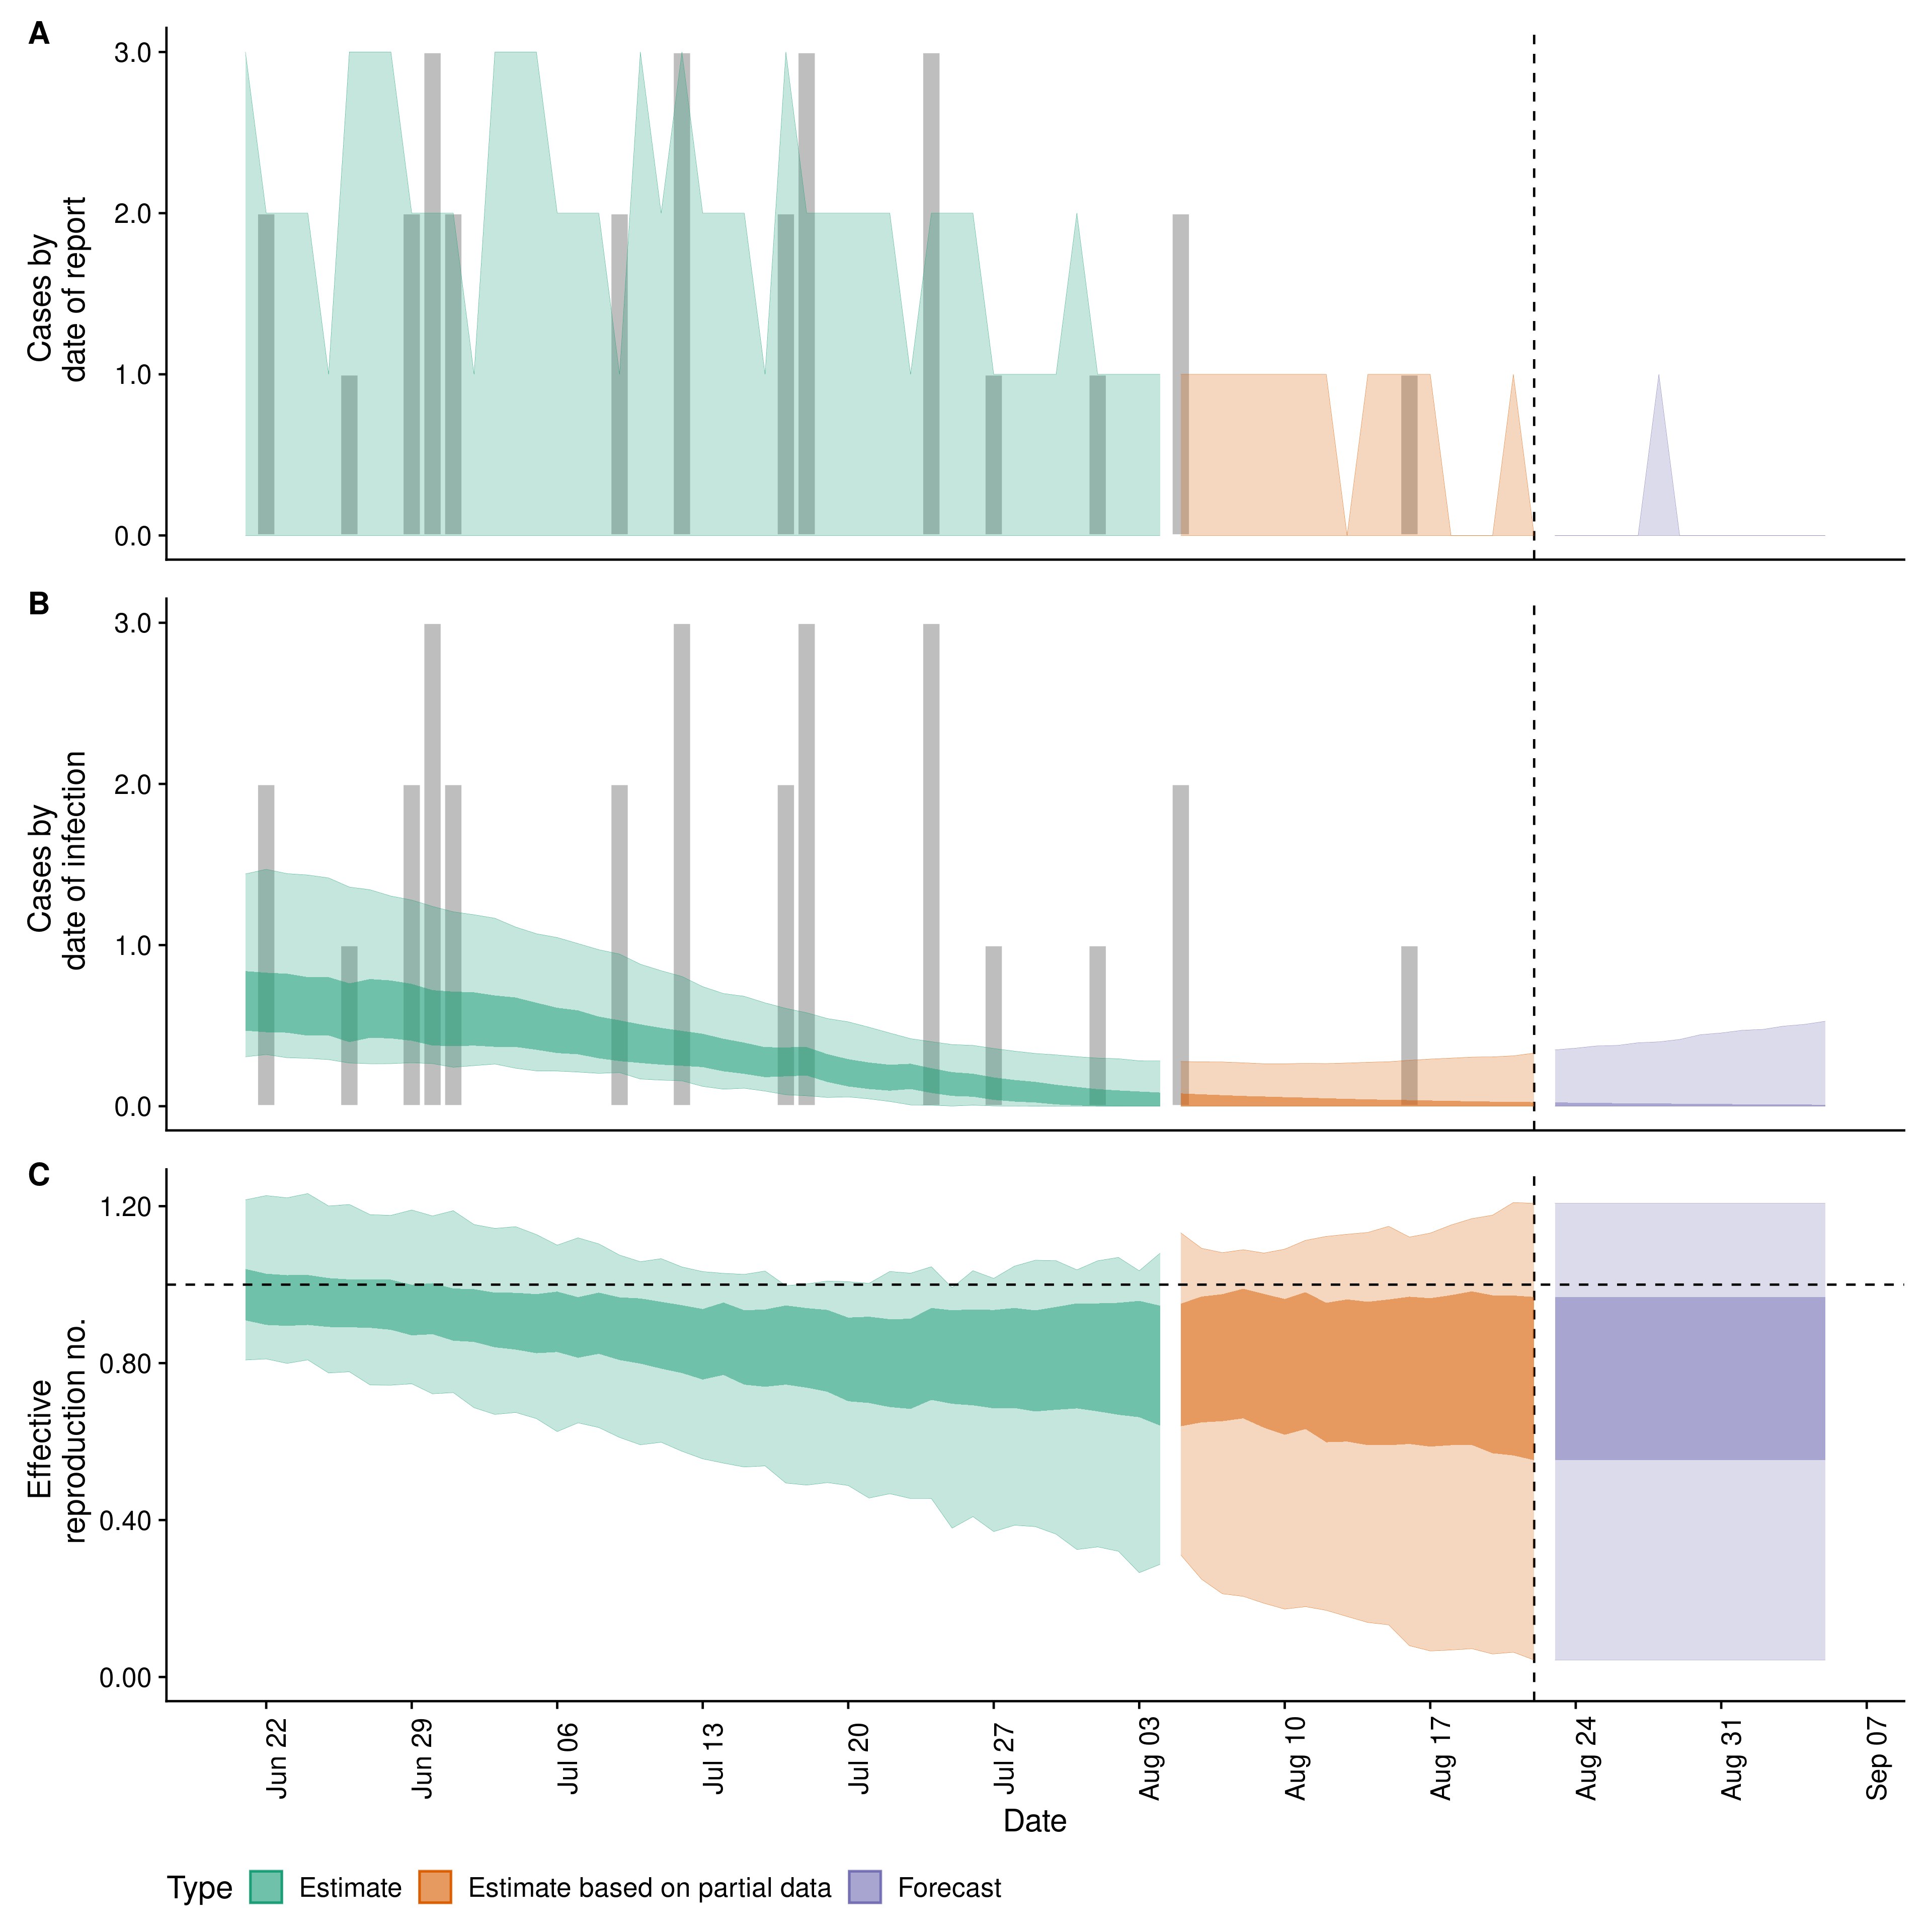 A
Cases by
date of report
3.0
2.0
1.0
0.0
B
Cases by
date of infection
3.0
2.0
1.0
0.0
C
Effective
reproduction no.
1.20
0.80
0.40
0.00
Jun 22
Jun 29
Jul 06
Jul 13
Jul 20
Jul 27
Aug 03
Aug 10
Aug 17
Aug 24
Aug 31
Sep 07
Date
Type Estimate Estimate based on partial data Forecast